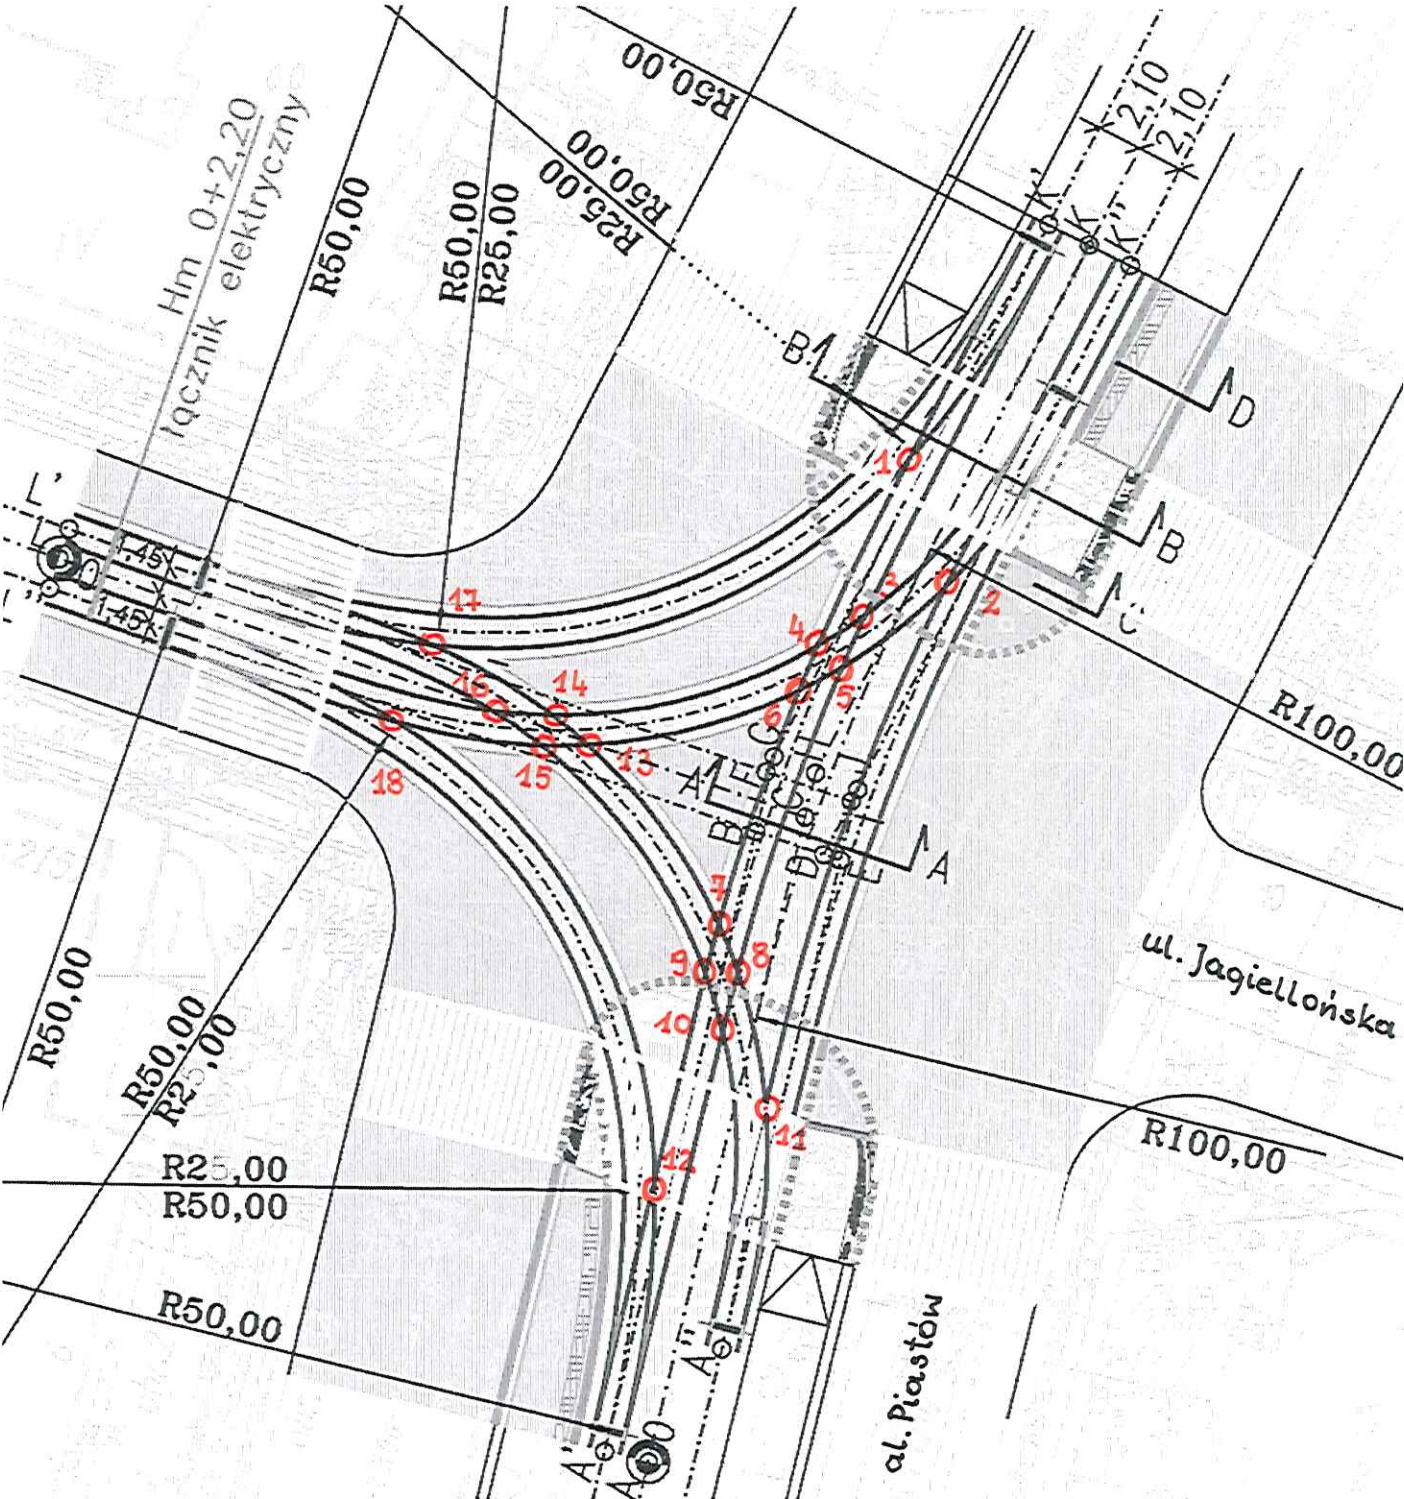 R50,00
2,10
2,10
Hm 0+2,20
łącznik elektryczny
R50,00
R50,00
R25,00
R25,00
R50,00
K'
K
K"
B
D
1
B
C
L'
L
1,45
1,45
17
3
2
4
5
6
16
14
15
13
18
R100,00
A
A
7
9
8
10
11
12
ul. Jagiellońska
R100,00
R50,00
R50,00
R25,00
R25,00
R50,00
R50,00
A"
A'
A
al. Piastów